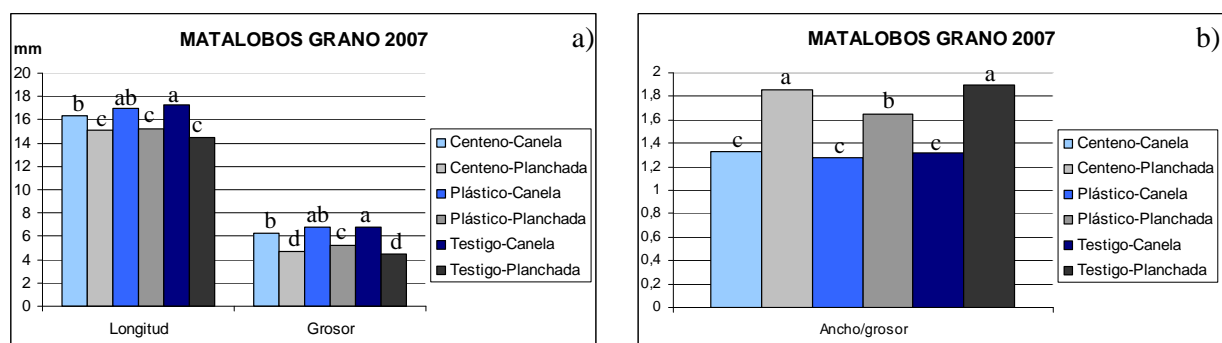 MATALOBOS GRANO 2007
a)
mm
20
18
16
14
12
10
8
6
4
2
0
b
c
ab
c
a
c
b
d
ab
c
a
d
Longitud
Grosor
Centeno-Canela
Centeno-Planchada
Plástico-Canela
Plástico-Planchada
Testigo-Canela
Testigo-Planchada
MATALOBOS GRANO 2007
b)
2
1,8
1,6
1,4
1,2
1
0,8
0,6
0,4
0,2
0
c
a
c
b
c
a
Ancho/grosor
Centeno-Canela
Centeno-Planchada
Plástico-Canela
Plástico-Planchada
Testigo-Canela
Testigo-Planchada